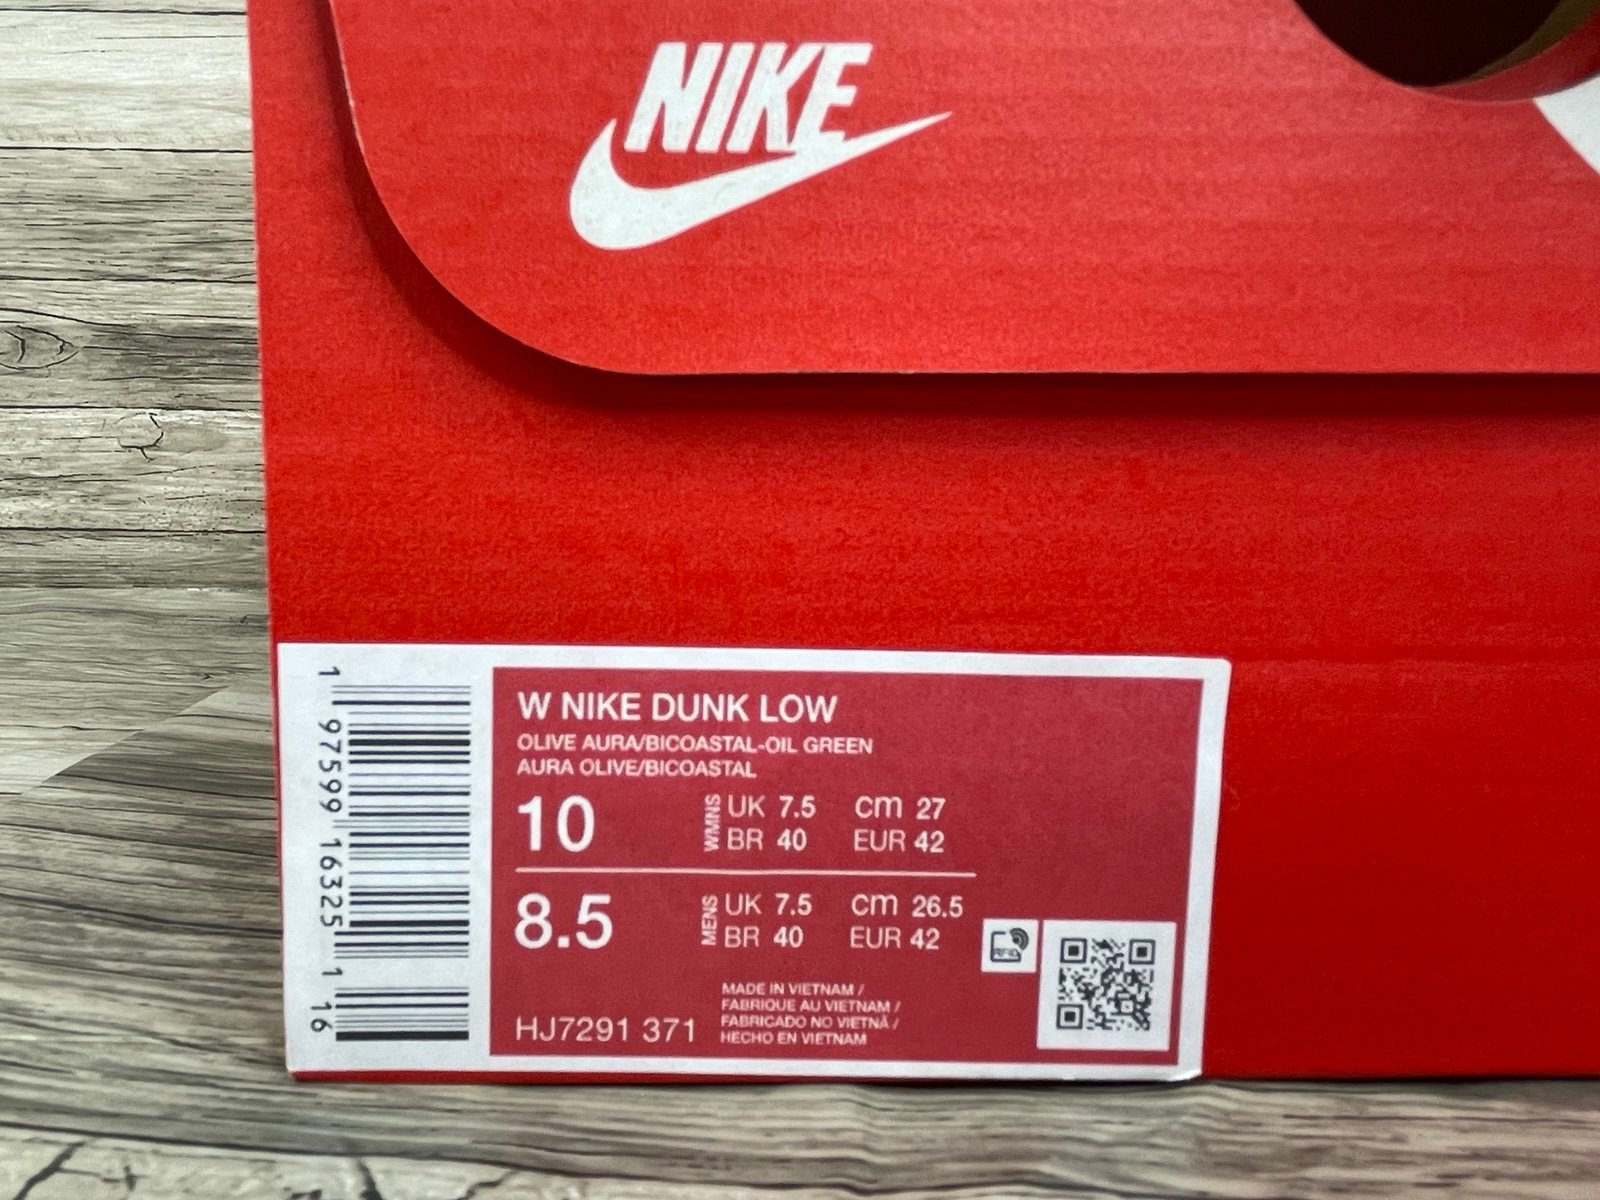 NIKE
W NIKE DUNK LOW
OLIVE AURA/BICOASTAL-OIL GREEN
AURA OLIVE/BICOASTAL
10 WMNS UK 7.5 cm 27
BR 40 EUR 42
8.5 MENS UK 7.5 cm 26.5
BR 40 EUR 42
MADE IN VIETNAM /
FABRIQUE AU VIETNAM /
FABRICADO NO VIETNÃ /
HECHO EN VIETNAM
HJ7291 371
1 97599 16325 1 16
RFID